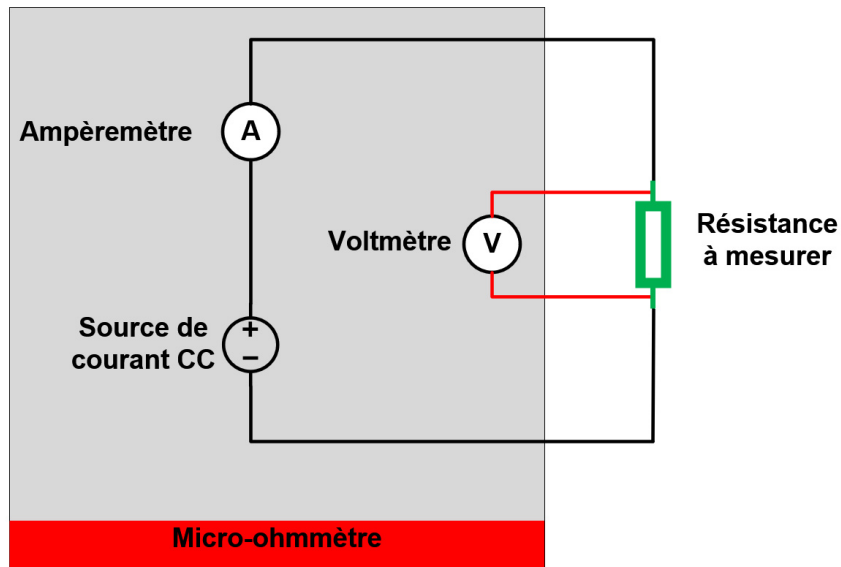 Ampèremètre
A
Voltmètre
V
Résistance
à mesurer
Source de
courant CC
+
−
Micro-ohmmètre